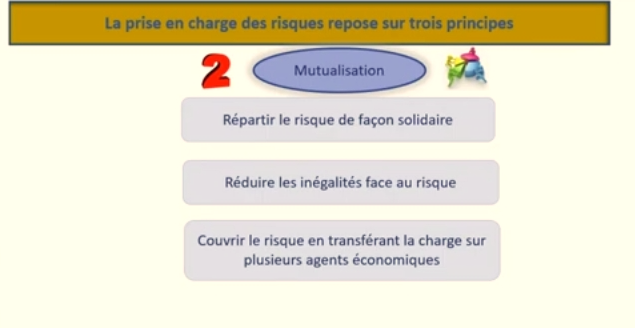 La prise en charge des risques repose sur trois principes
2
Mutualisation
Répartir le risque de façon solidaire
Réduire les inégalités face au risque
Couvrir le risque en transférant la charge sur
plusieurs agents économiques